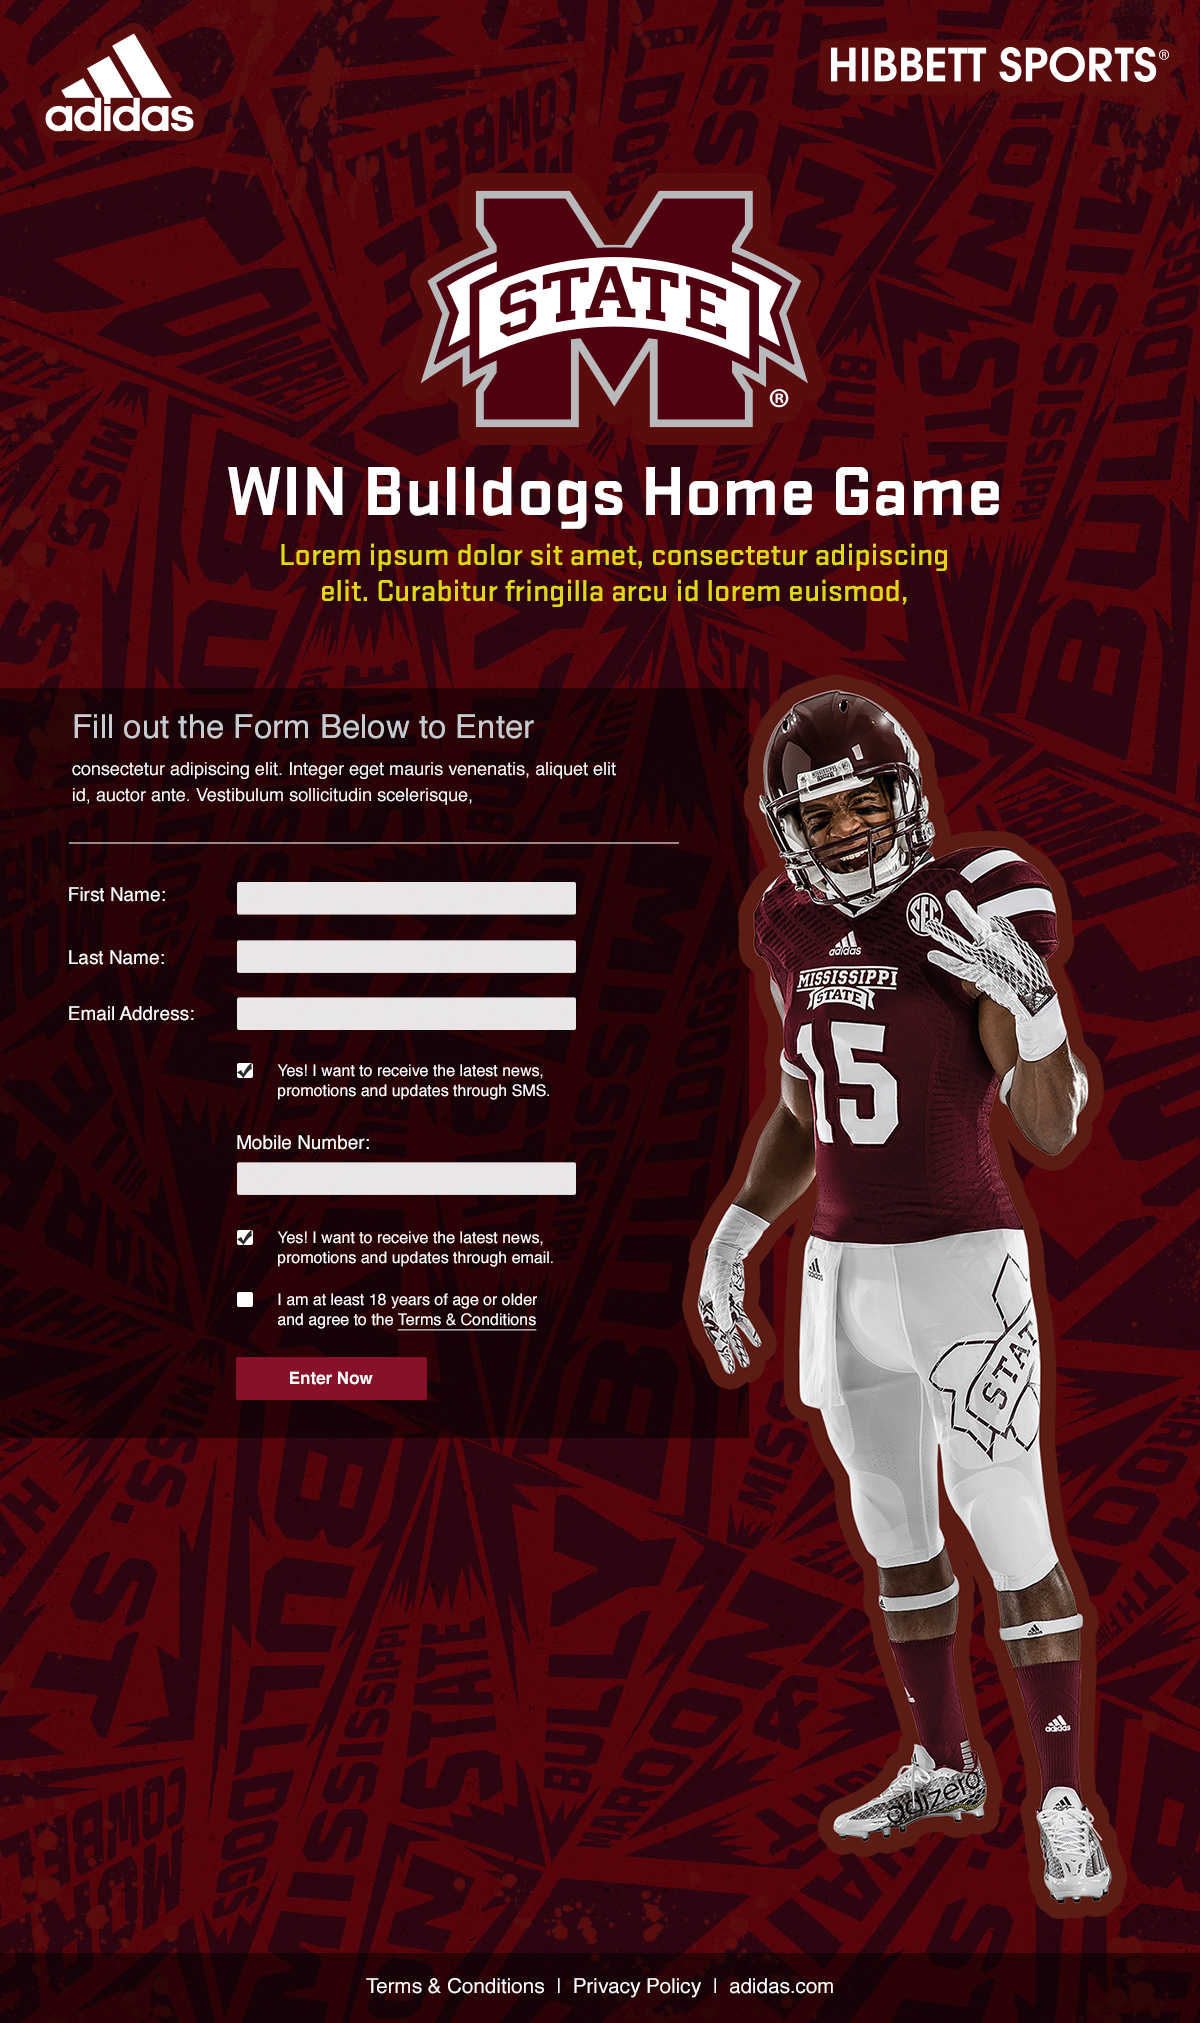 adidas
HIBBETT SPORTS®
STATE
®
WIN Bulldogs Home Game
Lorem ipsum dolor sit amet, consectetur adipiscing
elit. Curabitur fringilla arcu id lorem euismod,
Fill out the Form Below to Enter
consectetur adipiscing elit. Integer eget mauris venenatis, aliquet elit
id, auctor ante. Vestibulum sollicitudin scelerisque,
First Name:
Last Name:
Email Address:
Yes! I want to receive the latest news,
promotions and updates through SMS.
Mobile Number:
Yes! I want to receive the latest news,
promotions and updates through email.
I am at least 18 years of age or older
and agree to the Terms & Conditions
Enter Now
SEC
adidas
MISSISSIPPI
STATE
15
adidas
STAT
adidas
adizero
Terms & Conditions | Privacy Policy | adidas.com